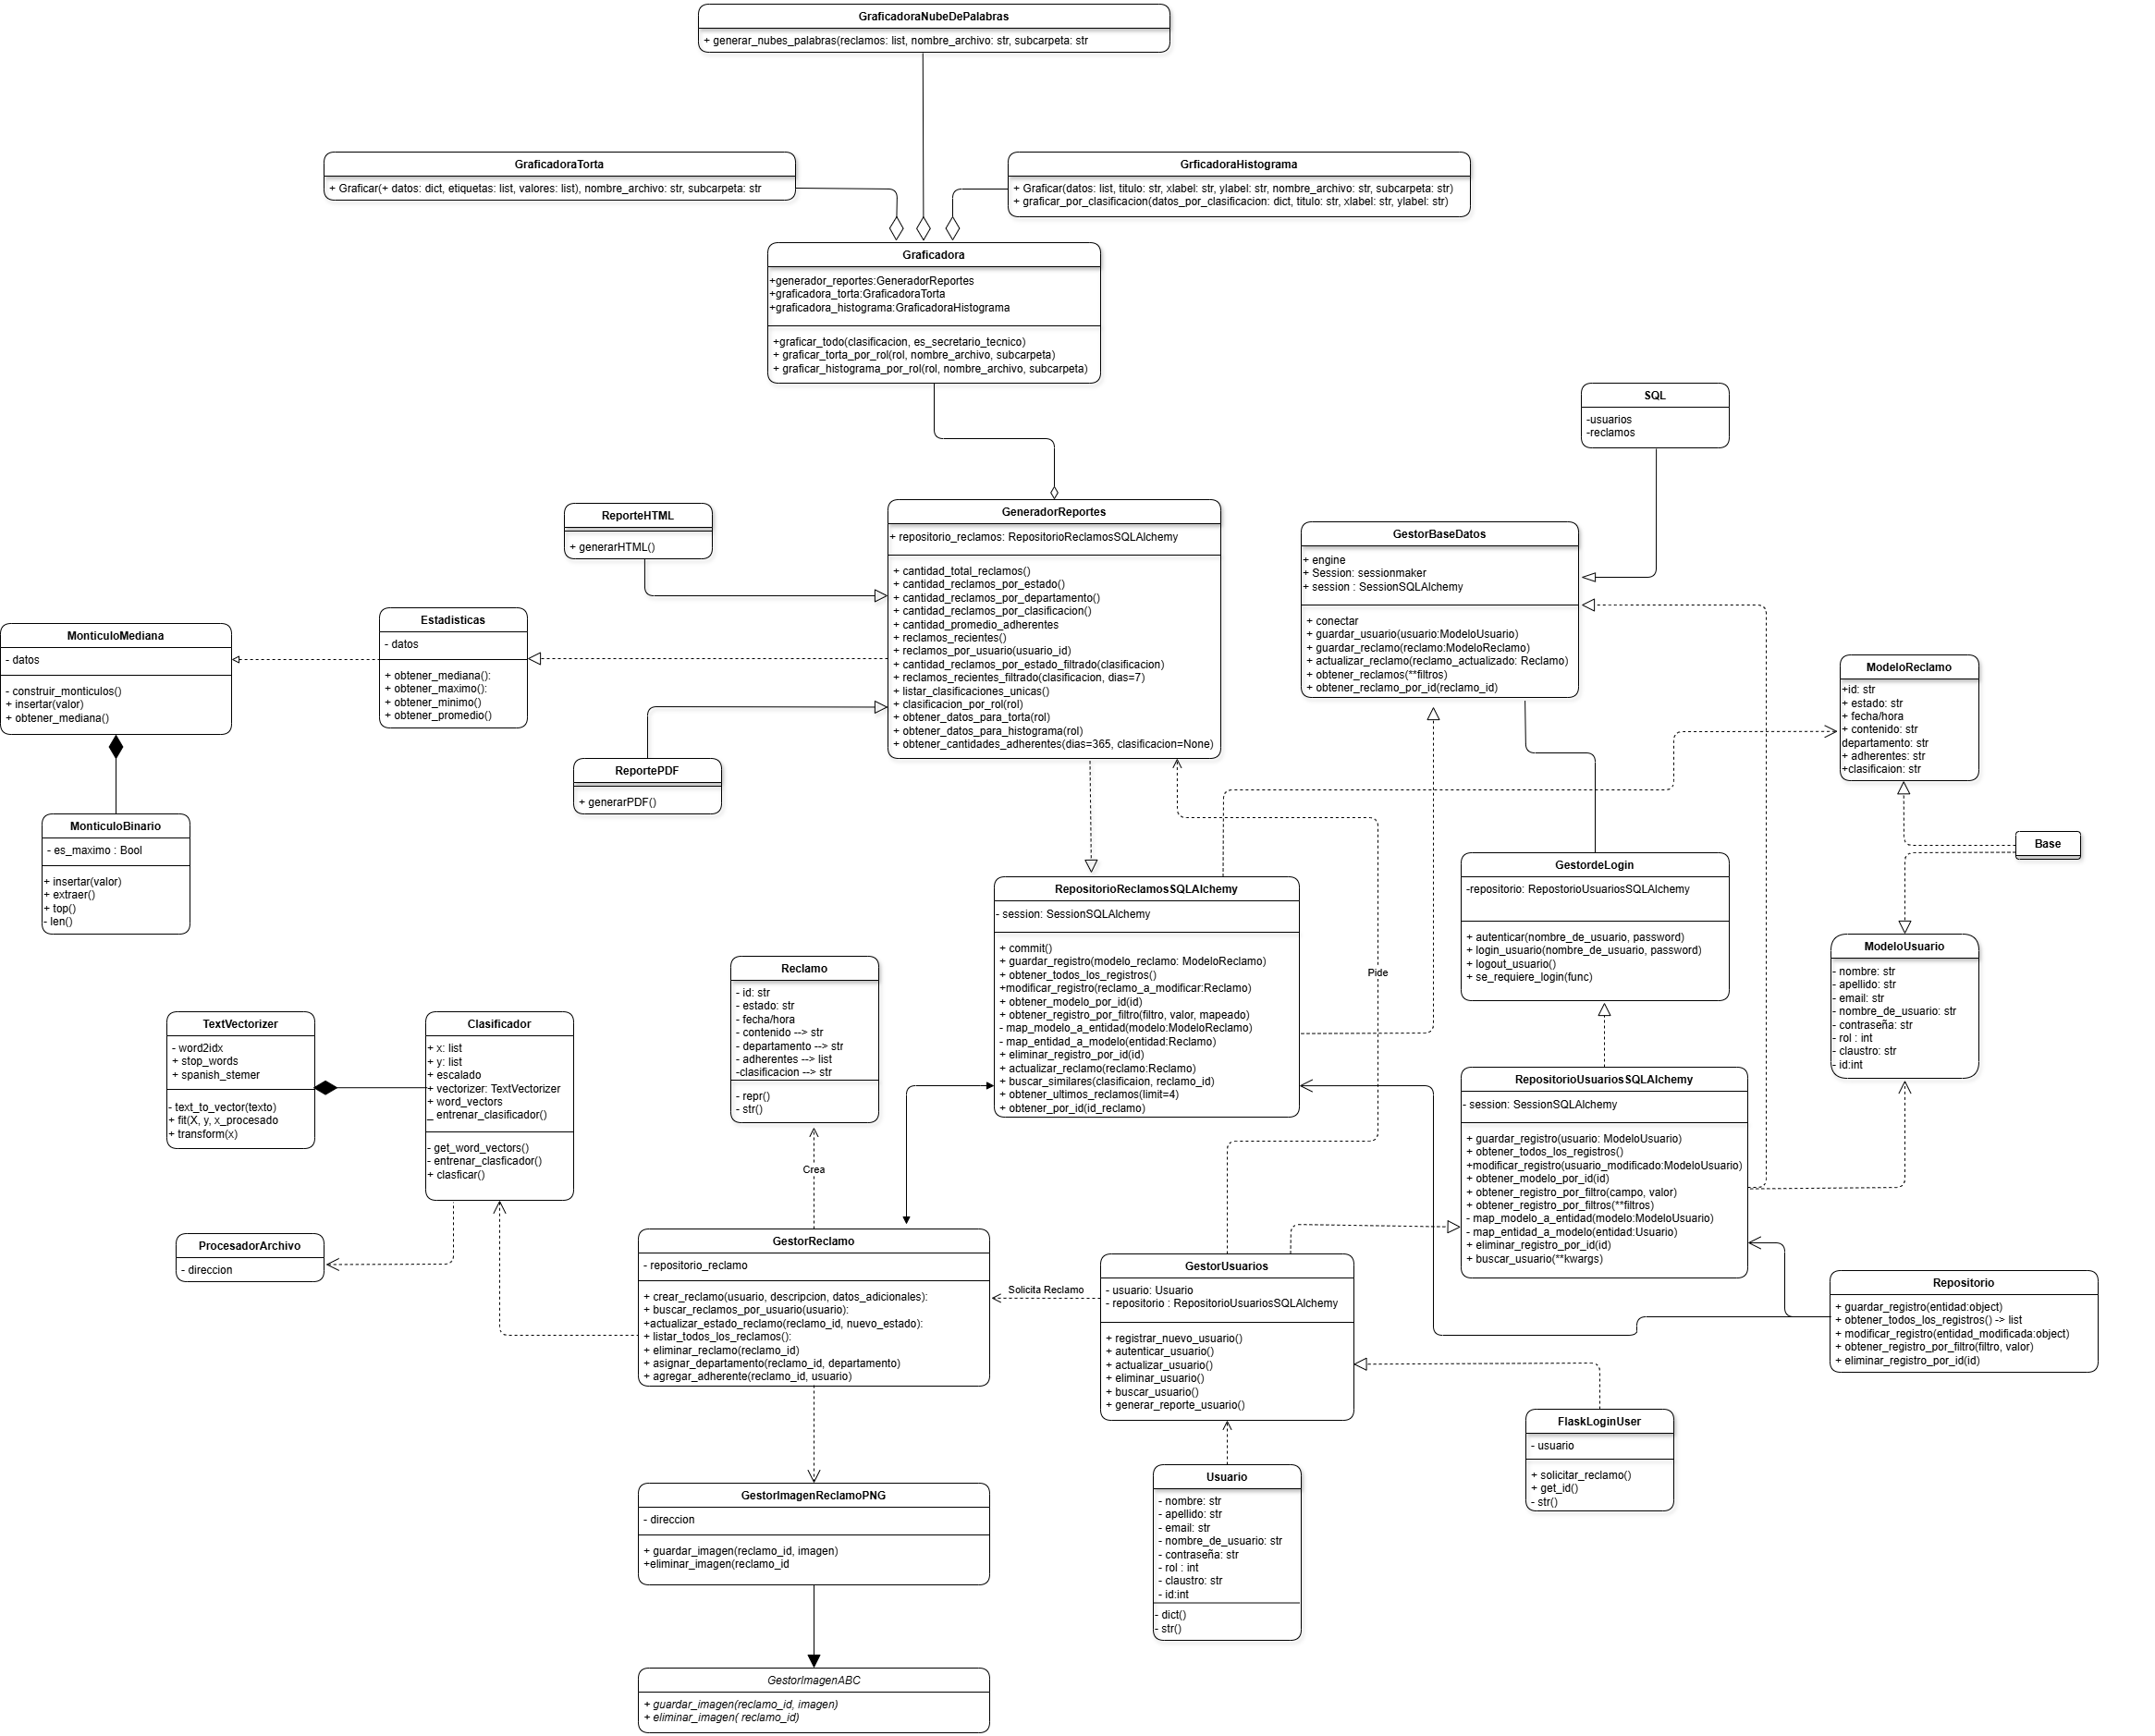 GraficadoraNubeDePalabras
+ generar_nubes_palabras(reclamos: list, nombre_archivo: str, subcarpeta: str
GraficadoraTorta
+ Graficar(+ datos: dict, etiquetas: list, valores: list), nombre_archivo: str, subcarpeta: str
GrficadoraHistograma
+ Graficar(datos: list, titulo: str, xlabel: str, ylabel: str, nombre_archivo: str, subcarpeta: str)
+ graficar_por_clasificacion(datos_por_clasificacion: dict, titulo: str, xlabel: str, ylabel: str)
Graficadora
+generador_reportes:GeneradorReportes
+graficadora_torta:GraficadoraTorta
+graficadora_histograma:GraficadoraHistograma
+graficar_todo(clasificacion, es_secretario_tecnico)
+ graficar_torta_por_rol(rol, nombre_archivo, subcarpeta)
+ graficar_histograma_por_rol(rol, nombre_archivo, subcarpeta)
SQL
-usuarios
-reclamos
ReporteHTML
+ generarHTML()
GeneradorReportes
+ repositorio_reclamos: RepositorioReclamosSQLAlchemy
+ cantidad_total_reclamos()
+ cantidad_reclamos_por_estado()
+ cantidad_reclamos_por_departamento()
+ cantidad_reclamos_por_clasificacion()
+ cantidad_promedio_adherentes
+ reclamos_recientes()
+ reclamos_por_usuario(usuario_id)
+ cantidad_reclamos_por_estado_filtrado(clasificacion)
+ reclamos_recientes_filtrado(clasificacion, dias=7)
+ listar_clasificaciones_unicas()
+ clasificacion_por_rol(rol)
+ obtener_datos_para_torta(rol)
+ obtener_datos_para_histograma(rol)
+ obtener_cantidades_adherentes(dias=365, clasificacion=None)
GestorBaseDatos
+ engine
+ Session: sessionmaker
+ session : SessionSQLAlchemy
+ conectar
+ guardar_usuario(usuario:ModeloUsuario)
+ guardar_reclamo(reclamo:ModeloReclamo)
+ actualizar_reclamo(reclamo_actualizado: Reclamo)
+ obtener_reclamos(**filtros)
+ obtener_reclamo_por_id(reclamo_id)
MonticuloMediana
- datos
- construir_monticulos()
+ insertar(valor)
+ obtener_mediana()
Estadisticas
- datos
+ obtener_mediana():
+ obtener_maximo():
+ obtener_minimo()
+ obtener_promedio()
ModeloReclamo
+id: str
+ estado: str
+ fecha/hora
+ contenido: str
departamento: str
+ adherentes: str
+clasificaion: str
ReportePDF
+ generarPDF()
MonticuloBinario
- es_maximo : Bool
+ insertar(valor)
+ extraer()
+ top()
- len()
Base
GestordeLogin
-repositorio: RepostorioUsuariosSQLAlchemy
+ autenticar(nombre_de_usuario, password)
+ login_usuario(nombre_de_usuario, password)
+ logout_usuario()
+ se_requiere_login(func)
RepositorioReclamosSQLAlchemy
- session: SessionSQLAlchemy
+ commit()
+ guardar_registro(modelo_reclamo: ModeloReclamo)
+ obtener_todos_los_registros()
+modificar_registro(reclamo_a_modificar:Reclamo)
+ obtener_modelo_por_id(id)
+ obtener_registro_por_filtro(filtro, valor, mapeado)
- map_modelo_a_entidad(modelo:ModeloReclamo)
- map_entidad_a_modelo(entidad:Reclamo)
+ eliminar_registro_por_id(id)
+ actualizar_reclamo(reclamo:Reclamo)
+ buscar_similares(clasificaion, reclamo_id)
+ obtener_ultimos_reclamos(limit=4)
+ obtener_por_id(id_reclamo)
Pide
ModeloUsuario
- nombre: str
- apellido: str
- email: str
- nombre_de_usuario: str
- contraseña: str
- rol : int
- claustro: str
- id:int
Reclamo
- id: str
- estado: str
- fecha/hora
- contenido --> str
- departamento --> str
- adherentes --> list
-clasificacion --> str
- repr()
- str()
TextVectorizer
- word2idx
+ stop_words
+ spanish_stemer
- text_to_vector(texto)
+ fit(X, y, x_procesado
+ transform(x)
Clasificador
+ x: list
+ y: list
+ escalado
+ vectorizer: TextVectorizer
+ word_vectors
_ entrenar_clasificador()
- get_word_vectors()
- entrenar_clasficador()
+ clasficar()
RepositorioUsuariosSQLAlchemy
- session: SessionSQLAlchemy
+ guardar_registro(usuario: ModeloUsuario)
+ obtener_todos_los_registros()
+modificar_registro(usuario_modificado:ModeloUsuario)
+ obtener_modelo_por_id(id)
+ obtener_registro_por_filtro(campo, valor)
+ obtener_registro_por_filtros(**filtros)
- map_modelo_a_entidad(modelo:ModeloUsuario)
- map_entidad_a_modelo(entidad:Usuario)
+ eliminar_registro_por_id(id)
+ buscar_usuario(**kwargs)
Crea
ProcesadorArchivo
- direccion
GestorReclamo
- repositorio_reclamo
+ crear_reclamo(usuario, descripcion, datos_adicionales):
+ buscar_reclamos_por_usuario(usuario):
+actualizar_estado_reclamo(reclamo_id, nuevo_estado):
+ listar_todos_los_reclamos():
+ eliminar_reclamo(reclamo_id)
+ asignar_departamento(reclamo_id, departamento)
+ agregar_adherente(reclamo_id, usuario)
Solicita Reclamo
GestorUsuarios
- usuario: Usuario
- repositorio : RepositorioUsuariosSQLAlchemy
+ registrar_nuevo_usuario()
+ autenticar_usuario()
+ actualizar_usuario()
+ eliminar_usuario()
+ buscar_usuario()
+ generar_reporte_usuario()
Repositorio
+ guardar_registro(entidad:object)
+ obtener_todos_los_registros() -> list
+ modificar_registro(entidad_modificada:object)
+ obtener_registro_por_filtro(filtro, valor)
+ eliminar_registro_por_id(id)
FlaskLoginUser
- usuario
+ solicitar_reclamo()
+ get_id()
- str()
Usuario
- nombre: str
- apellido: str
- email: str
- nombre_de_usuario: str
- contraseña: str
- rol : int
- claustro: str
- id:int
- dict()
- str()
GestorImagenReclamoPNG
- direccion
+ guardar_imagen(reclamo_id, imagen)
+eliminar_imagen(reclamo_id
GestorImagenABC
+ guardar_imagen(reclamo_id, imagen)
+ eliminar_imagen( reclamo_id)